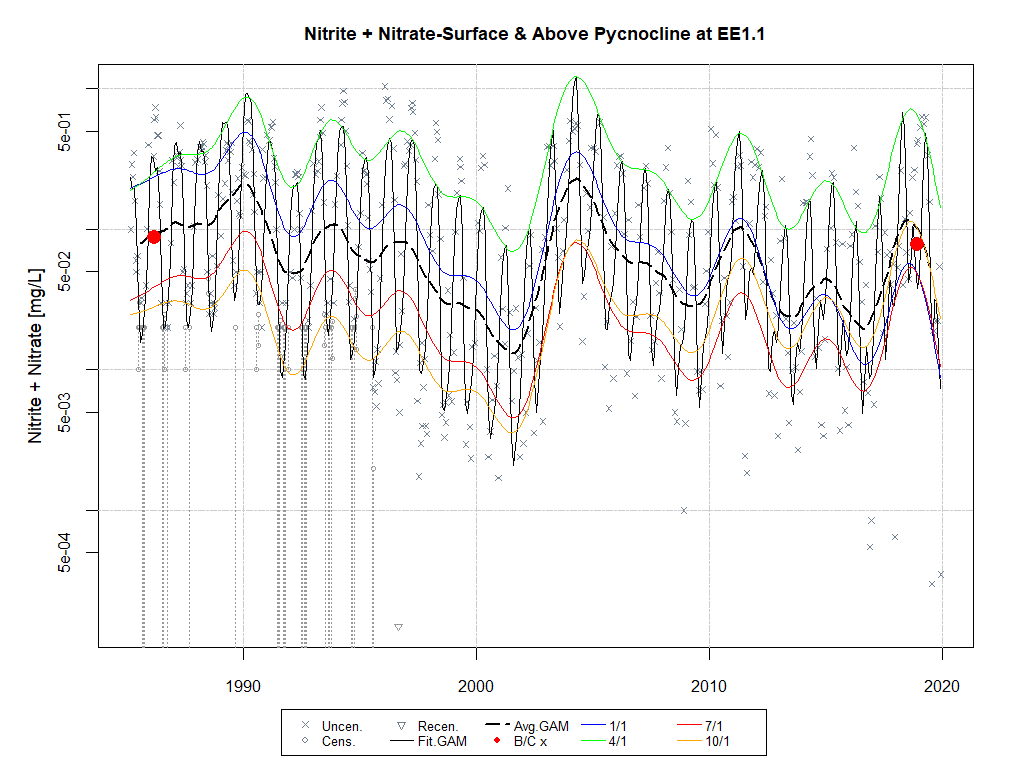 Nitrite + Nitrate-Surface & Above Pycnocline at EE1.1
Nitrite + Nitrate [mg/L]
5e-01
5e-02
5e-03
5e-04
1990 2000 2010 2020
Uncen. Recen. Avg.GAM 1/1 7/1
Cens. Fit.GAM B/C x 4/1 10/1